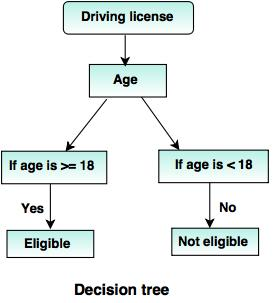 Driving license
Age
If age is >= 18
If age is < 18
Yes
No
Eligible
Not eligible
Decision tree